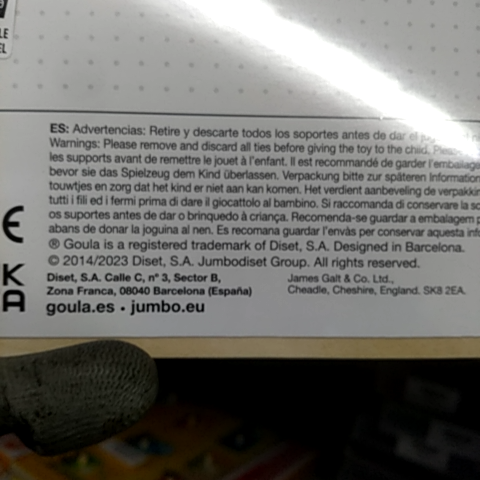 LE
EL
ES: Advertencias: Retire y descarte todos los soportes antes de dar el
Warnings: Please remove and discard all ties before giving the toy to the child.
les supports avant de remettre le jouet à l'enfant. Il est recommandé de garder l'emballage
bevor sie das Spielzeug dem Kind überlassen. Verpackung bitte zur späteren Information
touwtjes en zorg dat het kind er niet aan kan komen. Het verdient aanbeveling de verpakkin
tutti i fili ed i fermi prima di dare il giocattolo al bambino. Si raccomanda di conservare la sc
os suportes antes de dar o brinquedo à criança. Recomenda-se guardar a embalagem p
abans de donar la joguina al nen. Es recomana guardar l'envàs per conservar aquesta info
® Goula is a registered trademark of Diset, S.A. Designed in Barcelona.
© 2014/2023 Diset, S.A. Jumbodiset Group. All rights reserved.
Diset, S.A. Calle C, nº 3, Sector B,
Zona Franca, 08040 Barcelona (España)
James Galt & Co. Ltd.,
Cheadle, Cheshire, England. SK8 2EA.
goula.es • jumbo.eu
CE
UK
CA